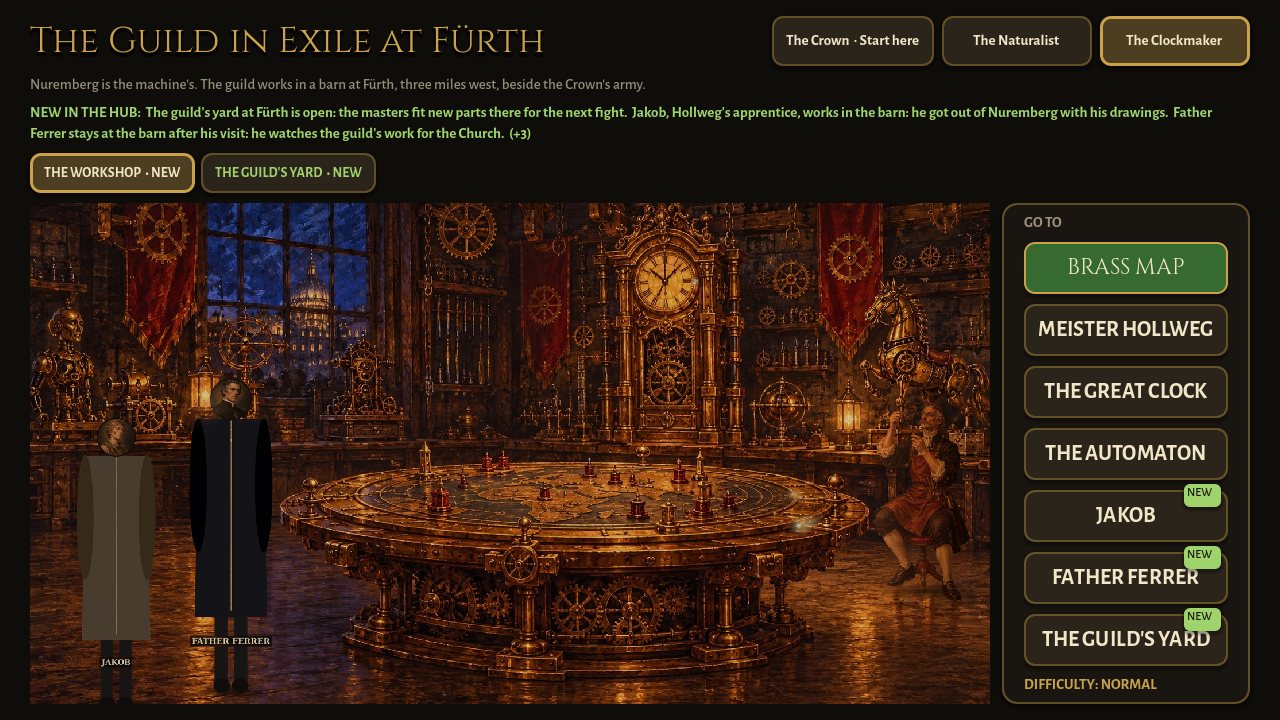 The Guild in Exile at Fürth
The Crown · Start here
The Naturalist
The Clockmaker
Nuremberg is the machine's. The guild works in a barn at Fürth, three miles west, beside the Crown's army.
NEW IN THE HUB: The guild's yard at Fürth is open: the masters fit new parts there for the next fight. Jakob, Hollweg's apprentice, works in the barn: he got out of Nuremberg with his drawings. Father
Ferrer stays at the barn after his visit: he watches the guild's work for the Church. (+3)
THE WORKSHOP · NEW
THE GUILD'S YARD · NEW
GO TO
BRASS MAP
MEISTER HOLLWEG
THE GREAT CLOCK
THE AUTOMATON
NEW
JAKOB
NEW
FATHER FERRER
NEW
THE GUILD'S YARD
DIFFICULTY: NORMAL
FATHER FERRER
JAKOB